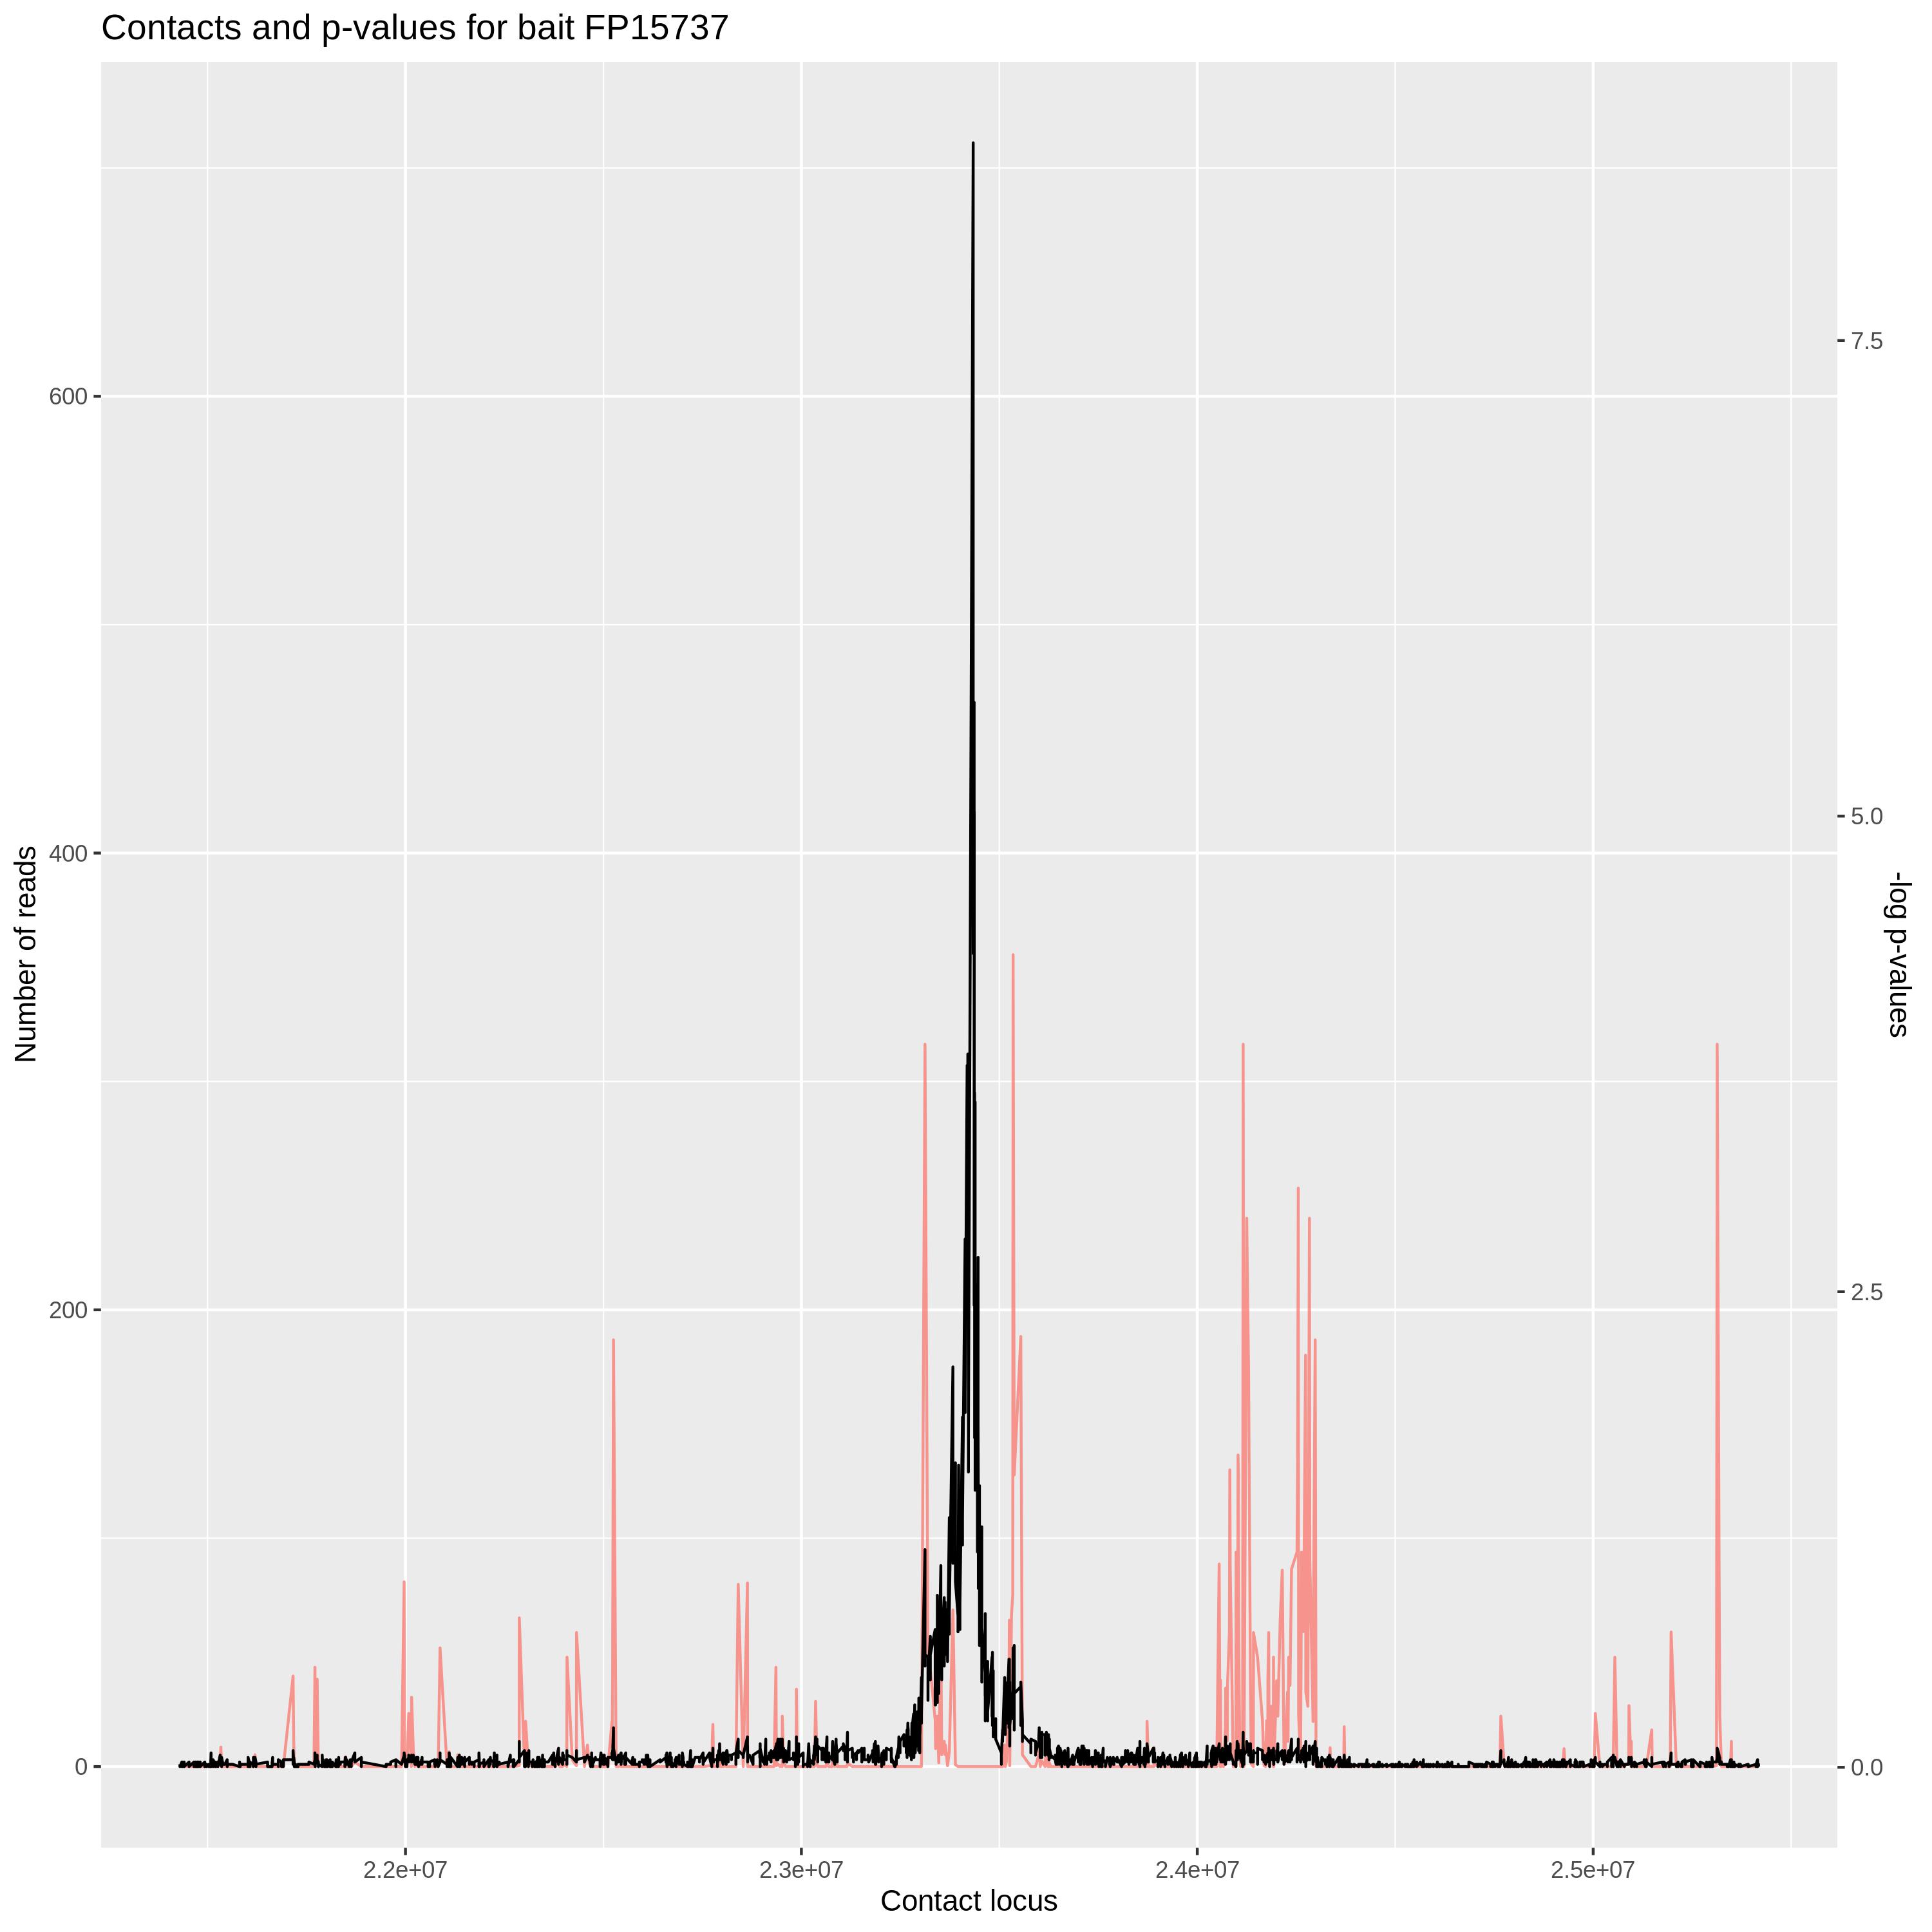 Contacts and p-values for bait FP15737
Number of reads
600
400
200
0
7.5
5.0
2.5
0.0
-log p-values
2.2e+07
2.3e+07
2.4e+07
2.5e+07
Contact locus